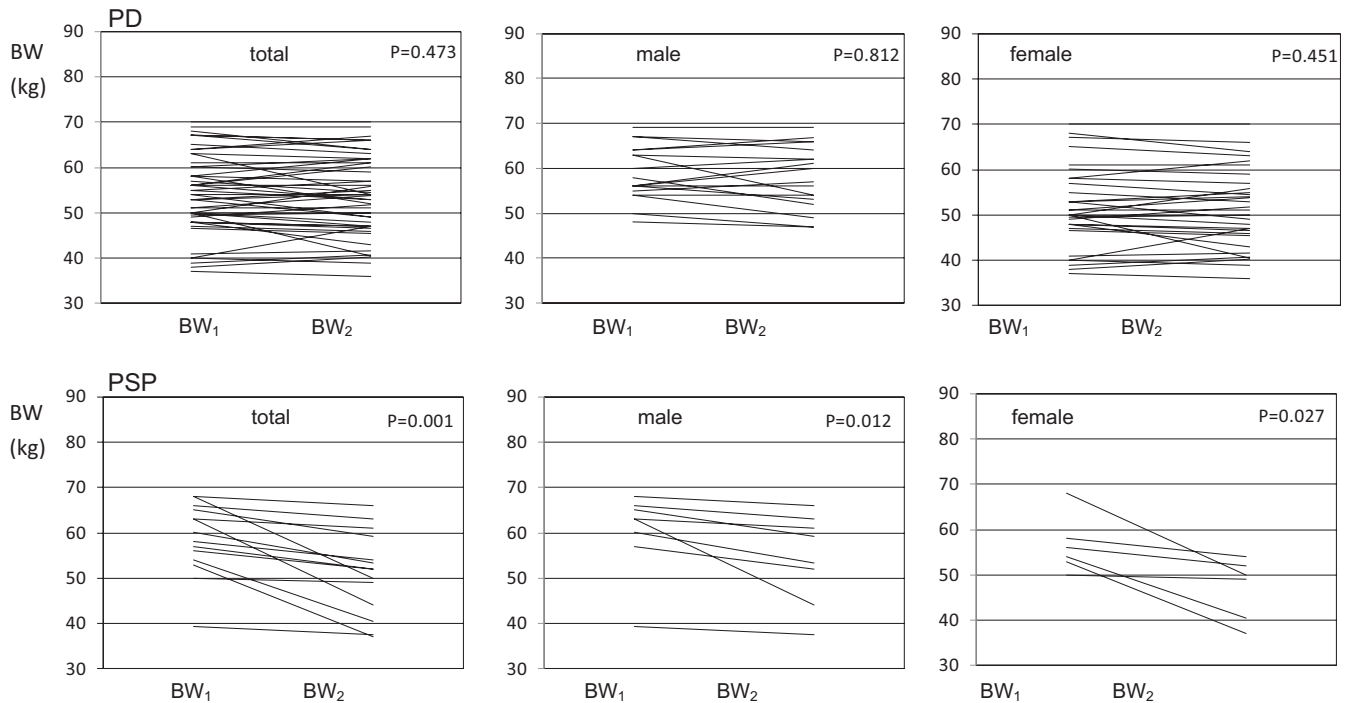 PD
BW
(kg)
90
80
70
60
50
40
30
total
P=0.473
BW₁
BW₂
90
80
70
60
50
40
30
male
P=0.812
BW₁
BW₂
90
80
70
60
50
40
30
female
P=0.451
BW₁
BW₂
PSP
BW
(kg)
90
80
70
60
50
40
30
total
P=0.001
BW₁
BW₂
90
80
70
60
50
40
30
male
P=0.012
BW₁
BW₂
90
80
70
60
50
40
30
female
P=0.027
BW₁
BW₂